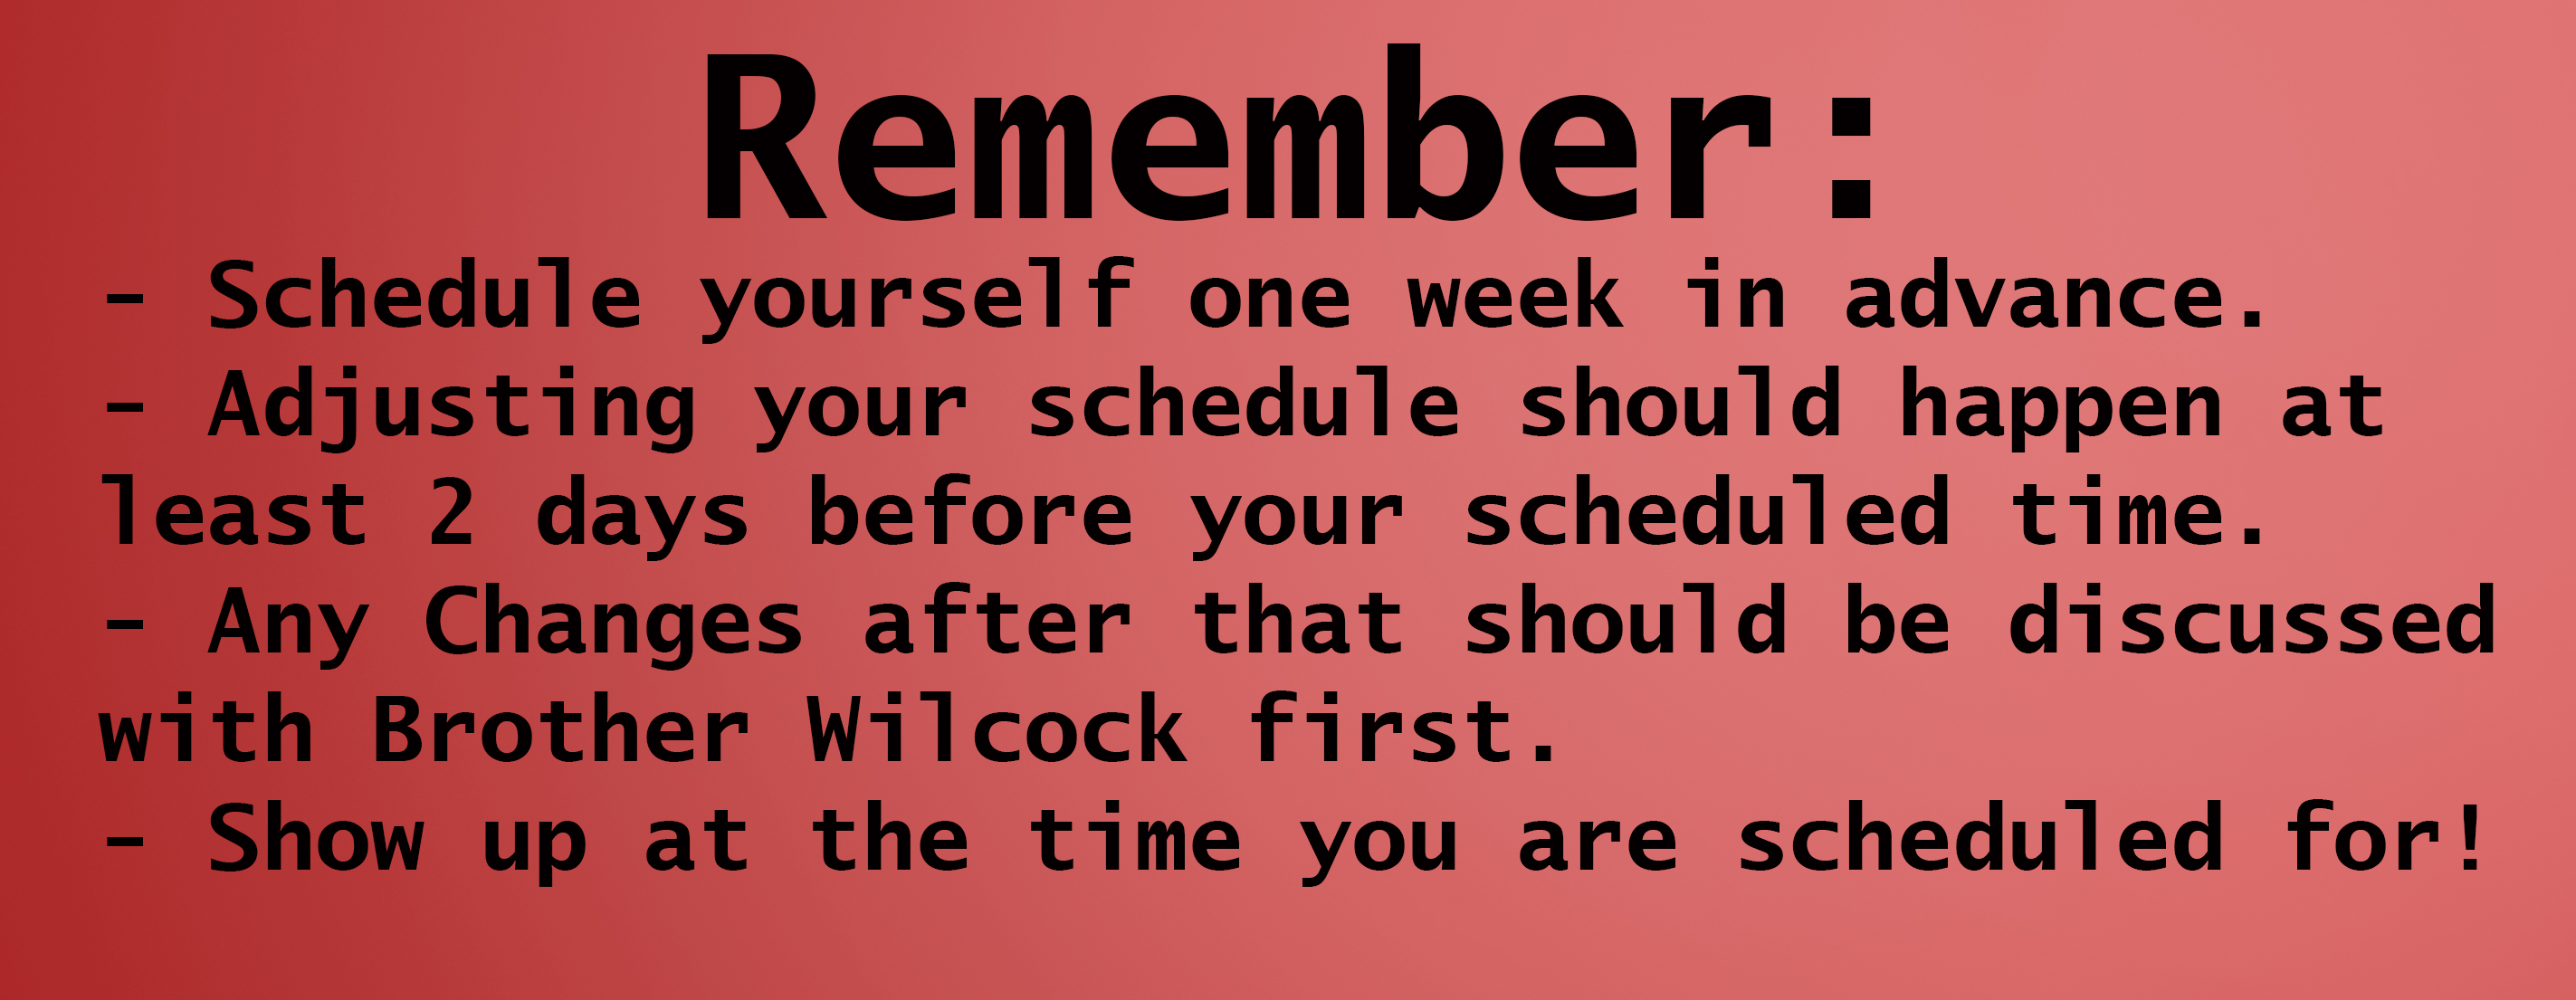 Remember:
- Schedule yourself one week in advance.
- Adjusting your schedule should happen at
least 2 days before your scheduled time.
- Any Changes after that should be discussed
with Brother Wilcock first.
- Show up at the time you are scheduled for!